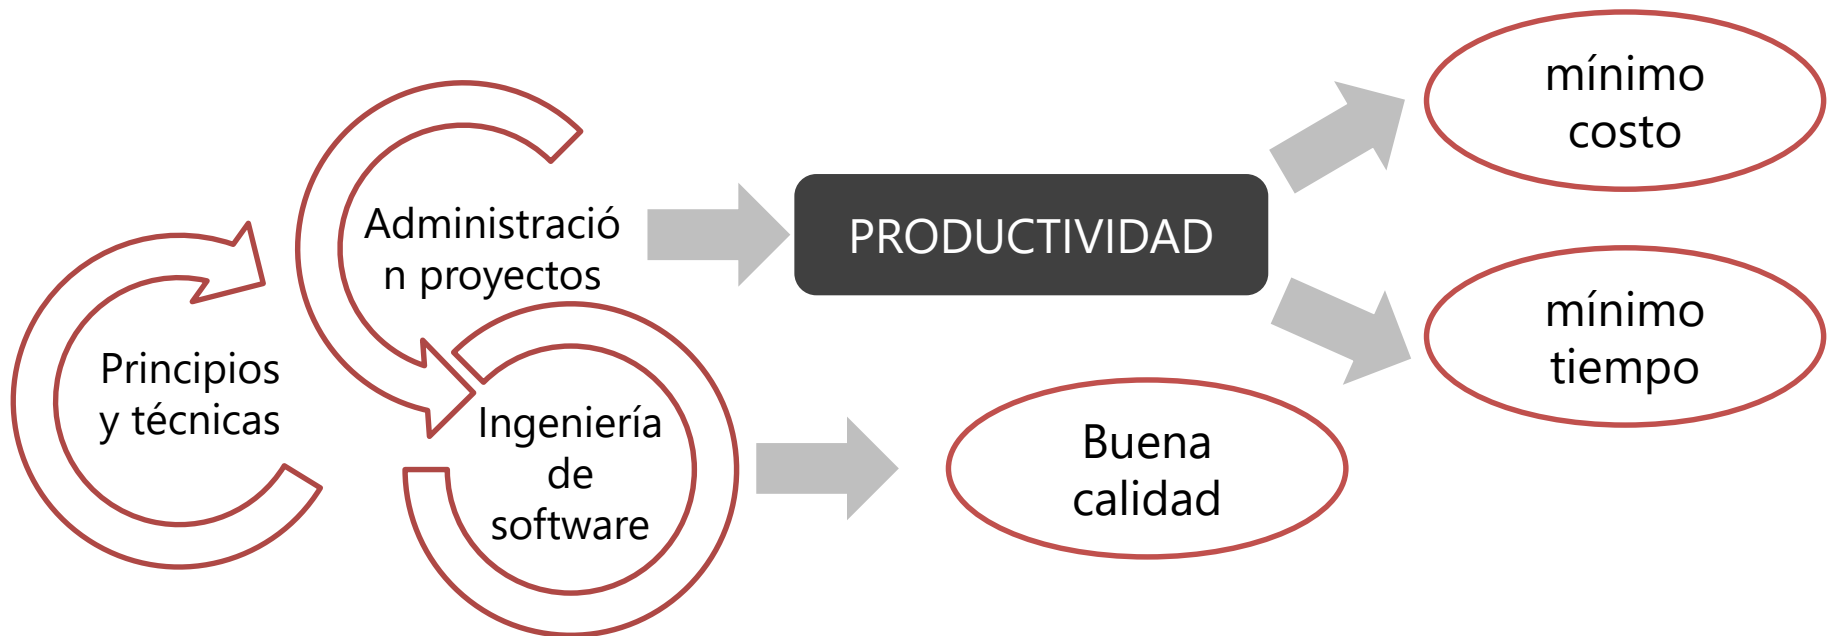 Principios
y técnicas
Administració
n proyectos
Ingeniería
de
software
PRODUCTIVIDAD
mínimo
costo
mínimo
tiempo
Buena
calidad